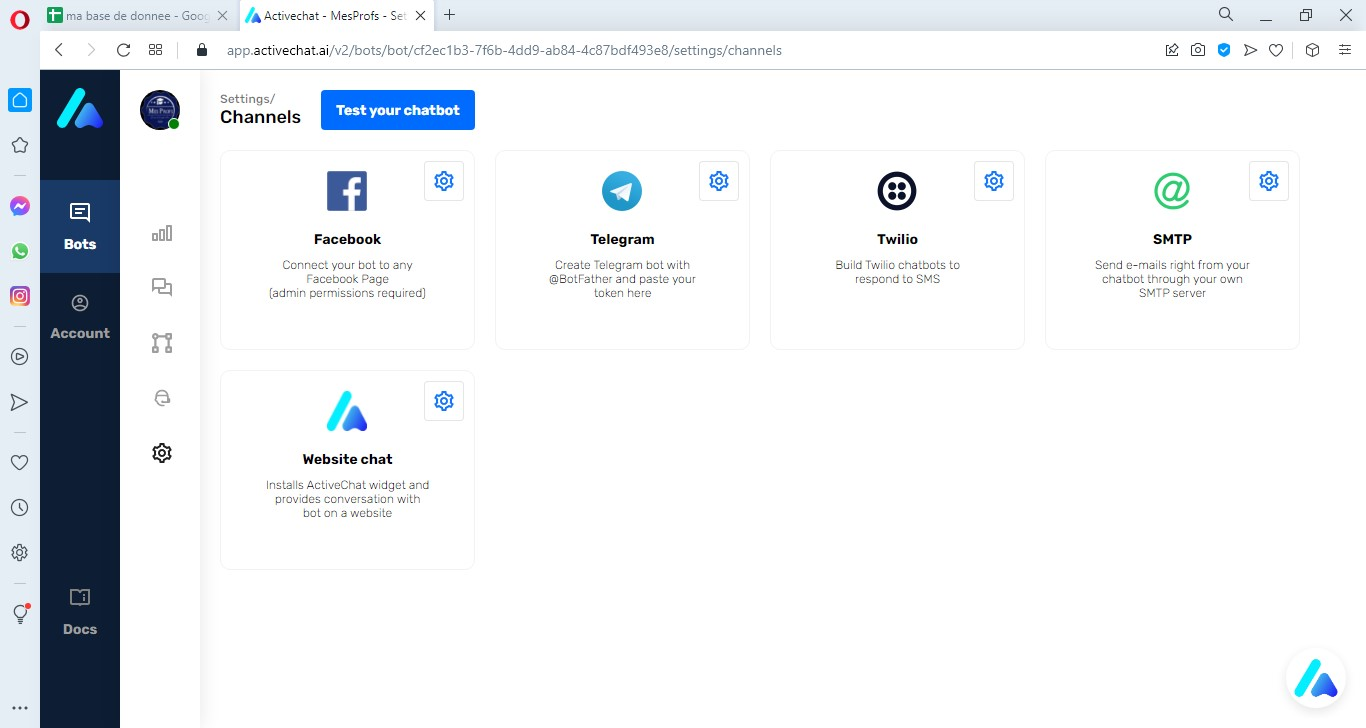 ma base de donnee - Goog
Activechat - MesProfs - Set
app.activechat.ai/v2/bots/bot/cf2ec1b3-7f6b-4dd9-ab84-4c87bdf493e8/settings/channels
Bots
Account
Docs
Settings/
Channels
Test your chatbot
Facebook
Connect your bot to any
Facebook Page
(admin permissions required)
Telegram
Create Telegram bot with
@BotFather and paste your
token here
Twilio
Build Twilio chatbots to
respond to SMS
SMTP
Send e-mails right from your
chatbot through your own
SMTP server
Website chat
Installs ActiveChat widget and
provides conversation with
bot on a website